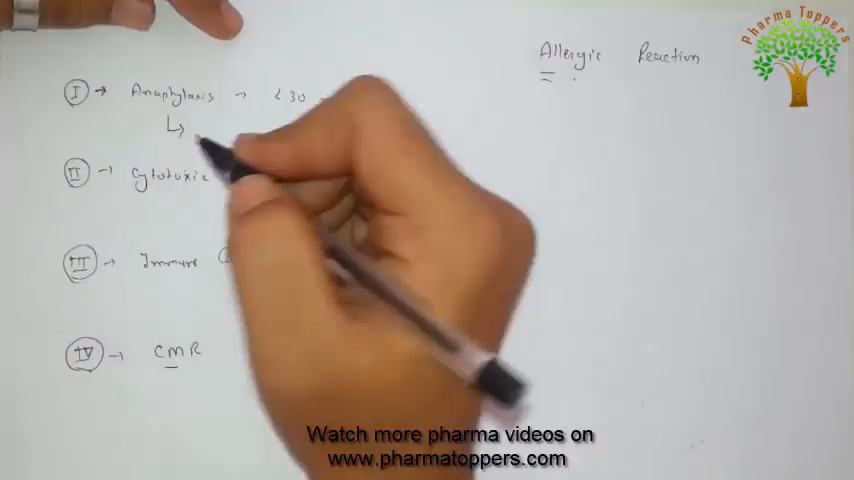 Pharma Toppers
Allergic Reaction
I → Anaphylaxis → < 30
II → Cytotoxic
III → Immune
IV → CMR
Watch more pharma videos on
www.pharmatoppers.com